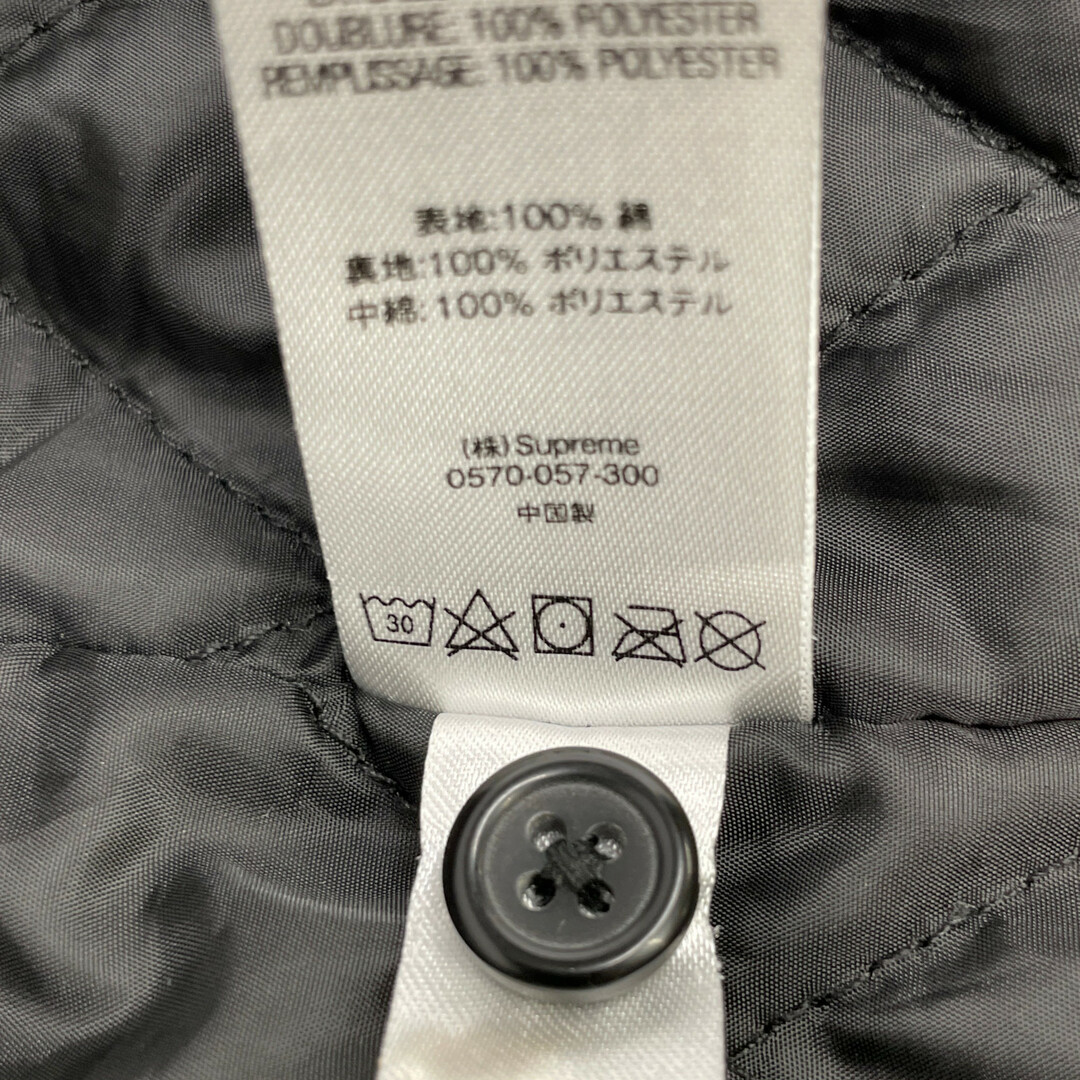 DOUBLURE: 100% POLYESTER
REMPLISSAGE: 100% POLYESTER
表地:100% 綿
裏地:100% ポリエステル
中綿:100% ポリエステル
(株)Supreme
0570-057-300
中国製
30